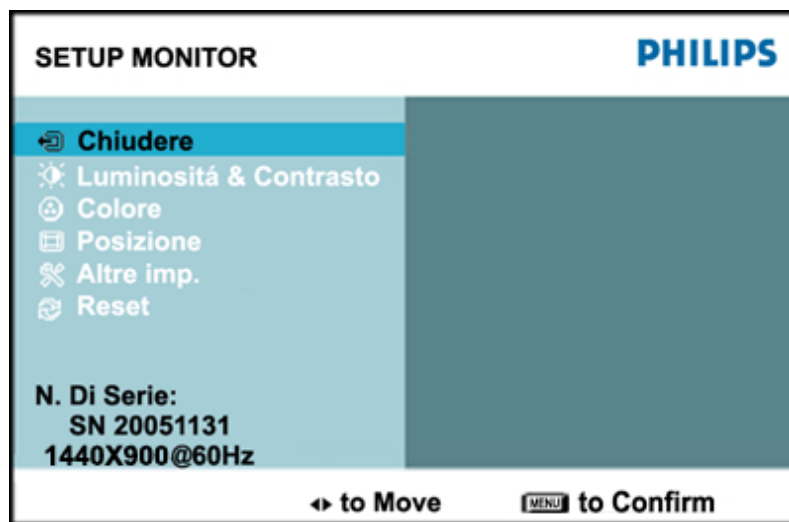 SETUP MONITOR
PHILIPS
Chiudere
Luminositá & Contrasto
Colore
Posizione
Altre imp.
Reset
N. Di Serie:
SN 20051131
1440X900@60Hz
to Move
MENU to Confirm